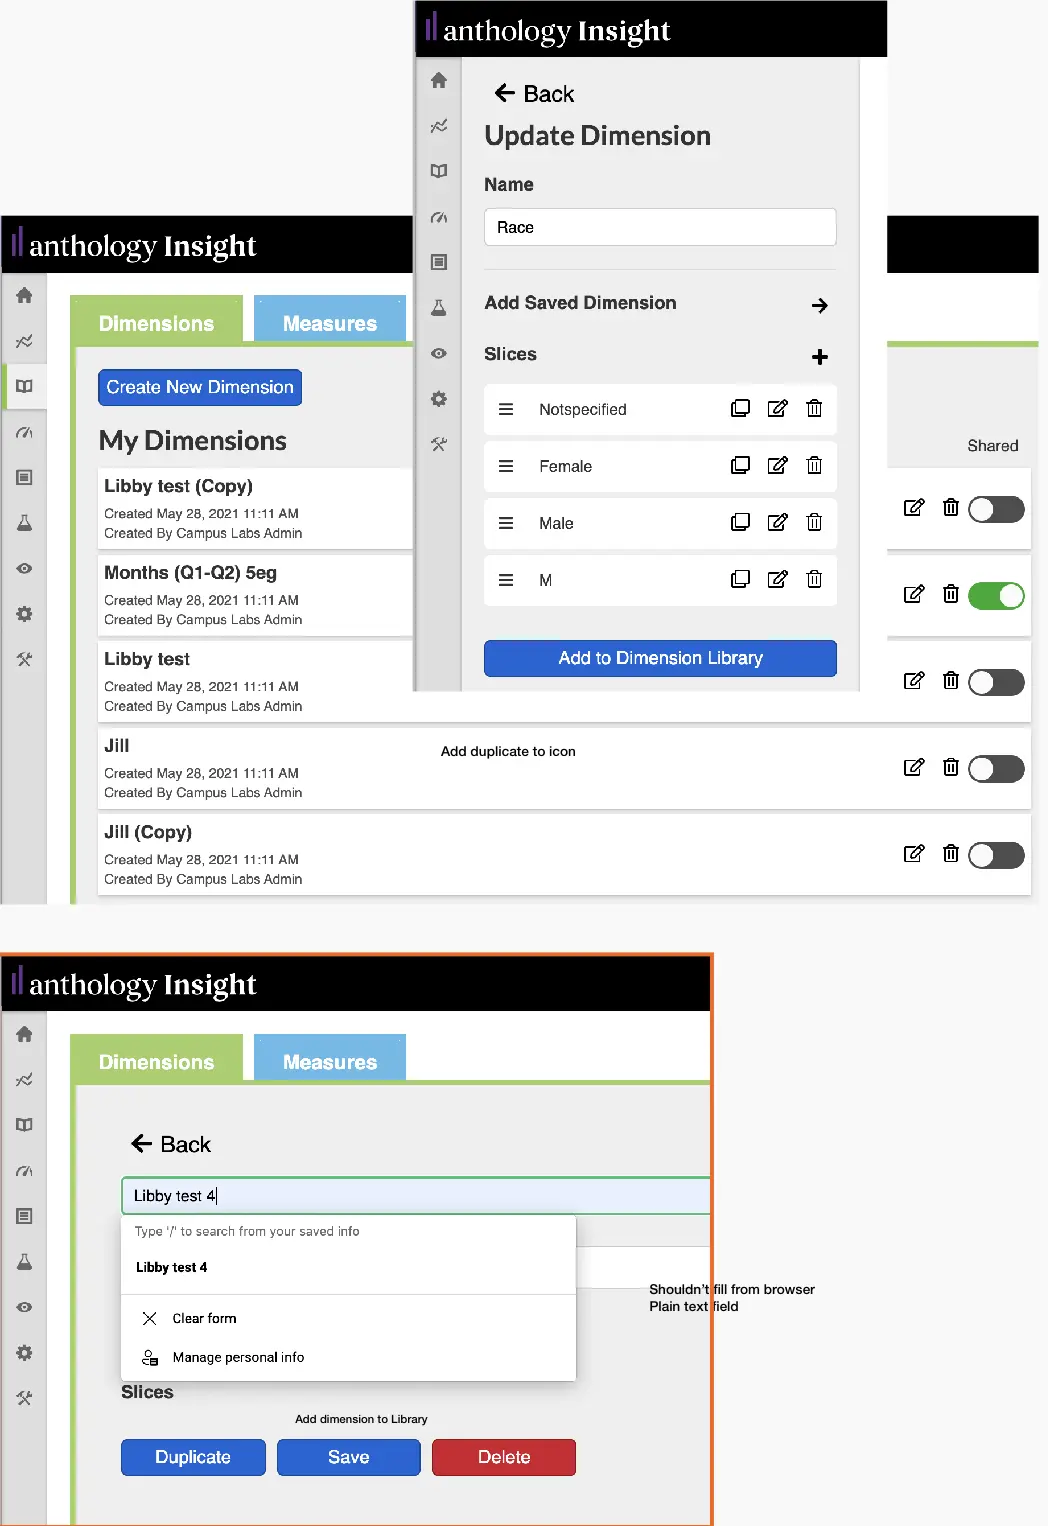 anthology Insight
Back
Update Dimension
Name
Race
Add Saved Dimension
Slices
Notspecified
Female
Male
M
Add to Dimension Library
anthology Insight
Dimensions
Measures
Create New Dimension
My Dimensions
Shared
Libby test (Copy)
Created May 28, 2021 11:11 AM
Created By Campus Labs Admin
Months (Q1-Q2) 5eg
Created May 28, 2021 11:11 AM
Created By Campus Labs Admin
Libby test
Created May 28, 2021 11:11 AM
Created By Campus Labs Admin
Jill
Created May 28, 2021 11:11 AM
Created By Campus Labs Admin
Add duplicate to icon
Jill (Copy)
Created May 28, 2021 11:11 AM
Created By Campus Labs Admin
anthology Insight
Dimensions
Measures
Back
Libby test 4
Type '/' to search from your saved info
Libby test 4
Clear form
Manage personal info
Shouldn't fill from browser
Plain text field
Slices
Add dimension to Library
Duplicate
Save
Delete